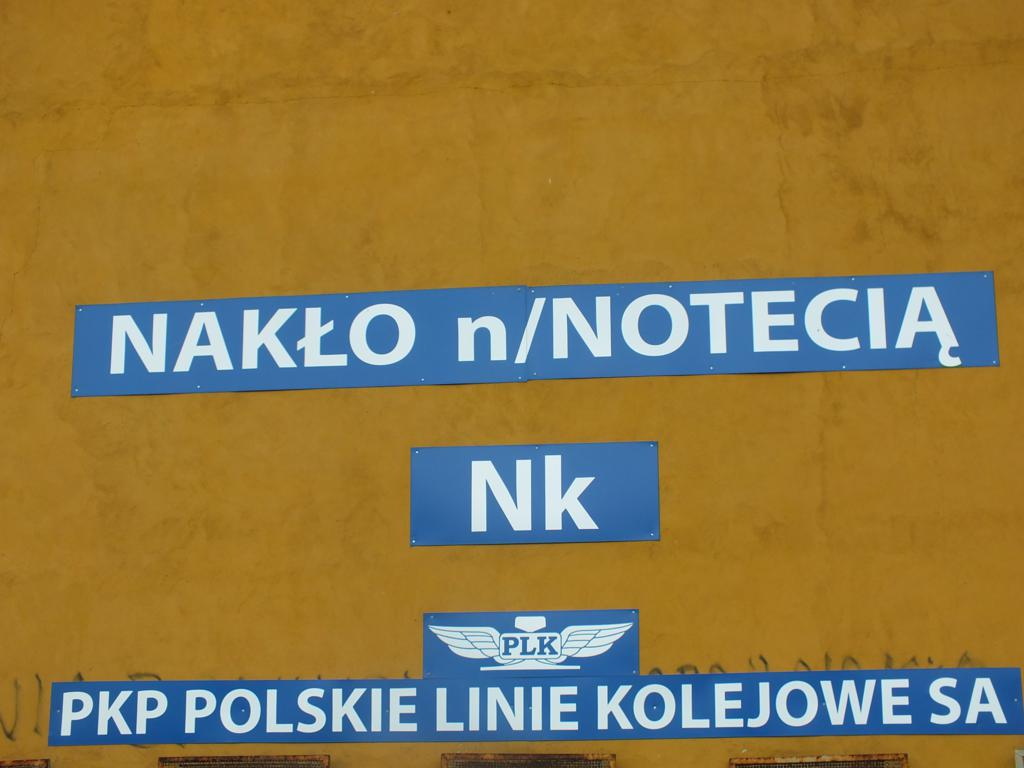 NAKŁO n/NOTECIĄ
Nk
PLK
PKP POLSKIE LINIE KOLEJOWE SA